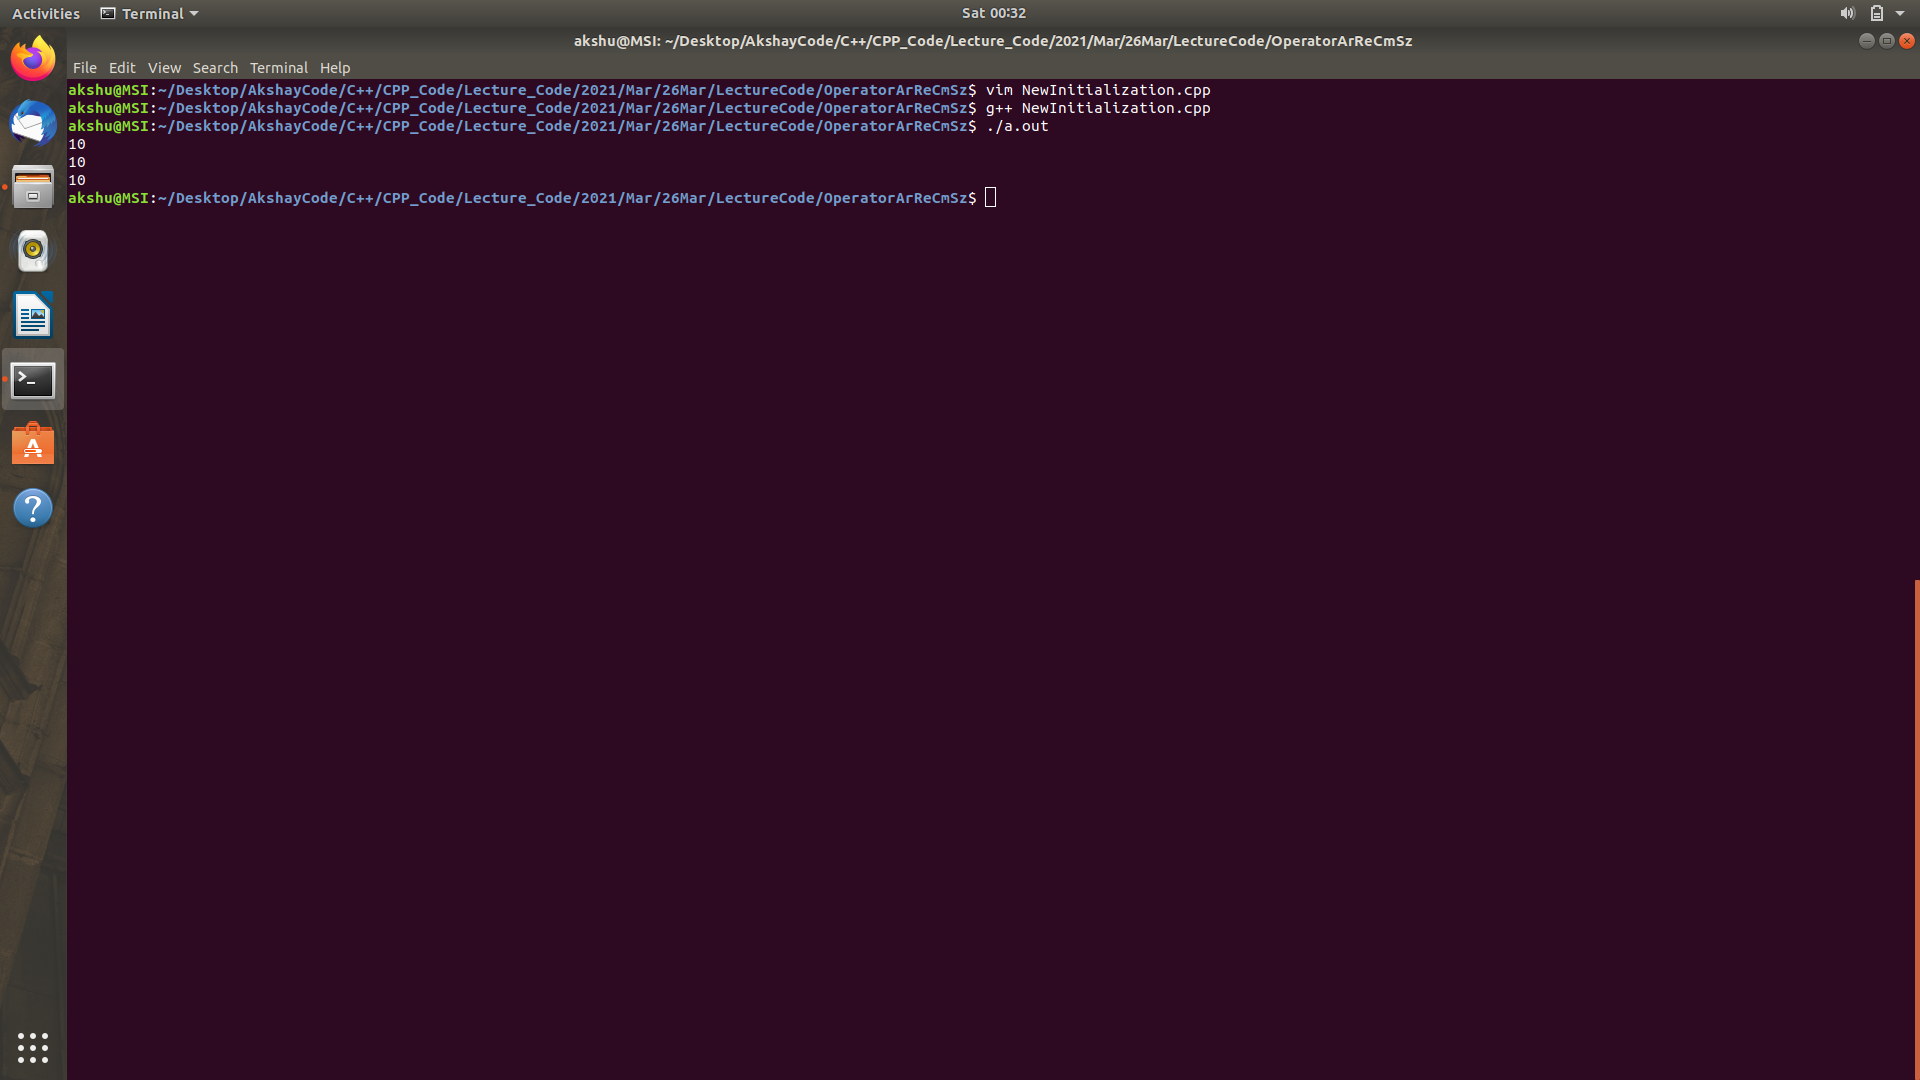 Activities Terminal Sat 00:32
akshu@MSI: ~/Desktop/AkshayCode/C++/CPP_Code/Lecture_Code/2021/Mar/26Mar/LectureCode/OperatorArReCmSz
File Edit View Search Terminal Help
akshu@MSI:~/Desktop/AkshayCode/C++/CPP_Code/Lecture_Code/2021/Mar/26Mar/LectureCode/OperatorArReCmSz$ vim NewInitialization.cpp
akshu@MSI:~/Desktop/AkshayCode/C++/CPP_Code/Lecture_Code/2021/Mar/26Mar/LectureCode/OperatorArReCmSz$ g++ NewInitialization.cpp
akshu@MSI:~/Desktop/AkshayCode/C++/CPP_Code/Lecture_Code/2021/Mar/26Mar/LectureCode/OperatorArReCmSz$ ./a.out
10
10
10
akshu@MSI:~/Desktop/AkshayCode/C++/CPP_Code/Lecture_Code/2021/Mar/26Mar/LectureCode/OperatorArReCmSz$